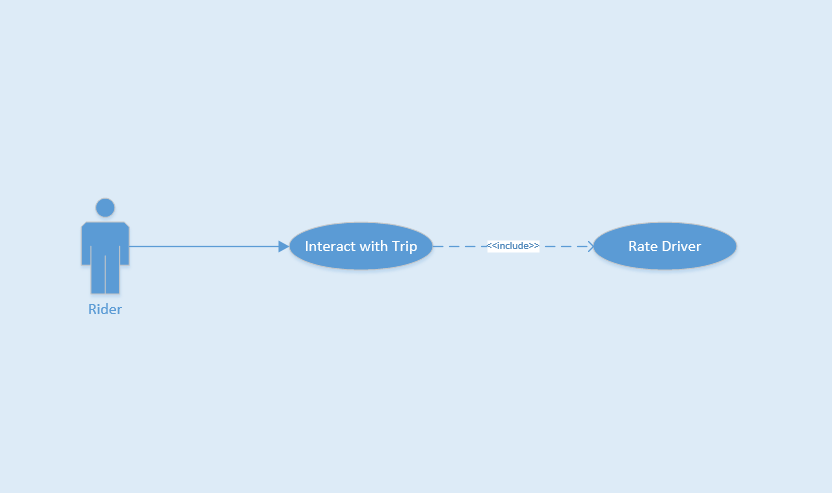 Interact with Trip
<<include>>
Rate Driver
Rider